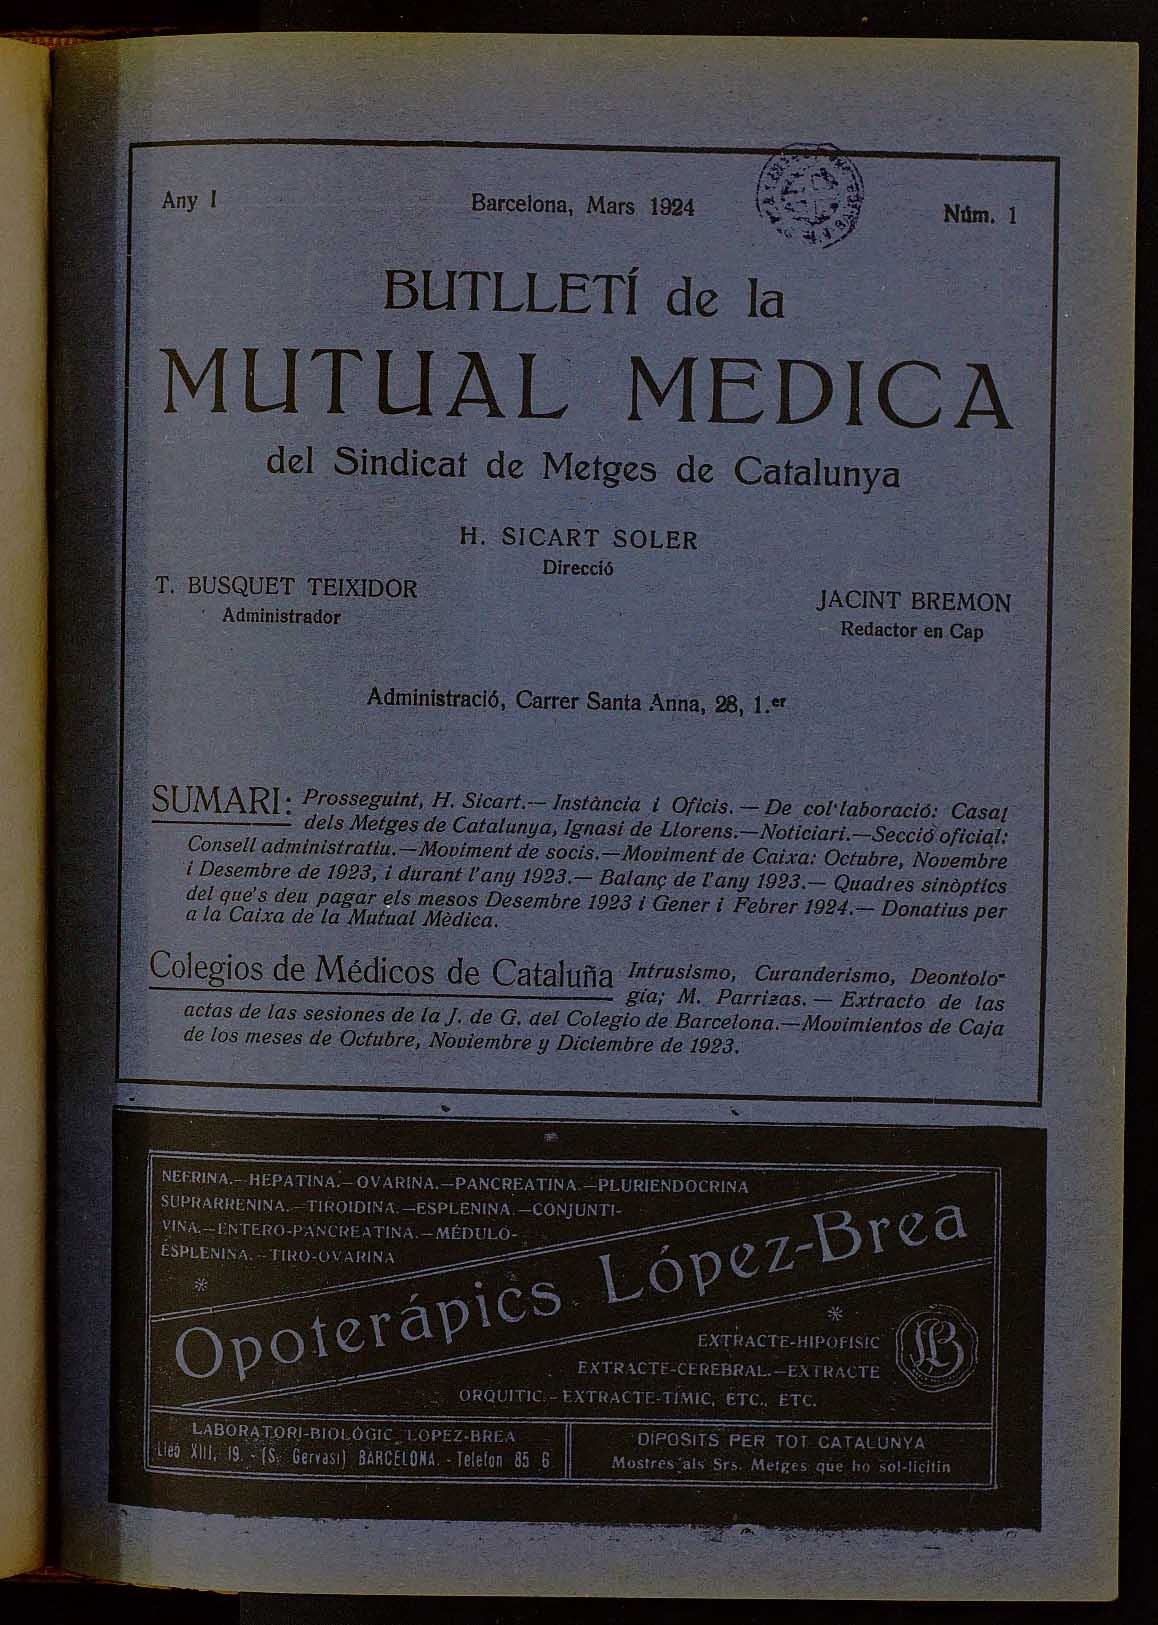 Any I Barcelona, Mars 1924 Núm. 1
BUTLLETÍ de la
MUTUAL MEDICA
del Sindicat de Metges de Catalunya
H. SICART SOLER
Direcció
T. BUSQUET TEIXIDOR
Administrador
JACINT BREMON
Redactor en Cap
Administració, Carrer Santa Anna, 28, 1.er
SUMARI: Prosseguint, H. Sicart.— Instància i Oficis. — De col·laboració: Casal
dels Metges de Catalunya, Ignasi de Llorens.—Noticiari.—Secció oficial:
Consell administratiu.—Moviment de socis.—Moviment de Caixa: Octubre, Novembre
i Desembre de 1923, i durant l'any 1923.— Balanç de l'any 1923.— Quadres sinòptics
del que's deu pagar els mesos Desembre 1923 i Gener i Febrer 1924.— Donatius per
a la Caixa de la Mutual Mèdica.
Colegios de Médicos de Cataluña Intrusismo, Curanderismo, Deontolo-
gía; M. Parrizas. — Extracto de las
actas de las sesiones de la J. de G. del Colegio de Barcelona.—Movimientos de Caja
de los meses de Octubre, Noviembre y Diciembre de 1923.
NEFRINA.—HEPATINA.—OVARINA.—PANCREATINA.—PLURIENDOCRINA
SUPRARRENINA.—TIROIDINA.—ESPLENINA.—CONJUNTI-
VINA.—ENTERO-PANCREATINA.—MÉDULO-
ESPLENINA.—TIRO-OVARINA
Opoterápics López-Brea
EXTRACTE-HIPOFISIC
EXTRACTE-CEREBRAL.—EXTRACTE
ORQUITIC.—EXTRACTE-TIMIC, ETC., ETC.
LABORATORI-BIOLÓGIC LOPEZ-BREA
Lleó XIII, 19. - (S. Gervasi) BARCELONA. - Telefon 85 G
DIPOSITS PER TOT CATALUNYA
Mostres als Srs. Metges que ho sol-licitin